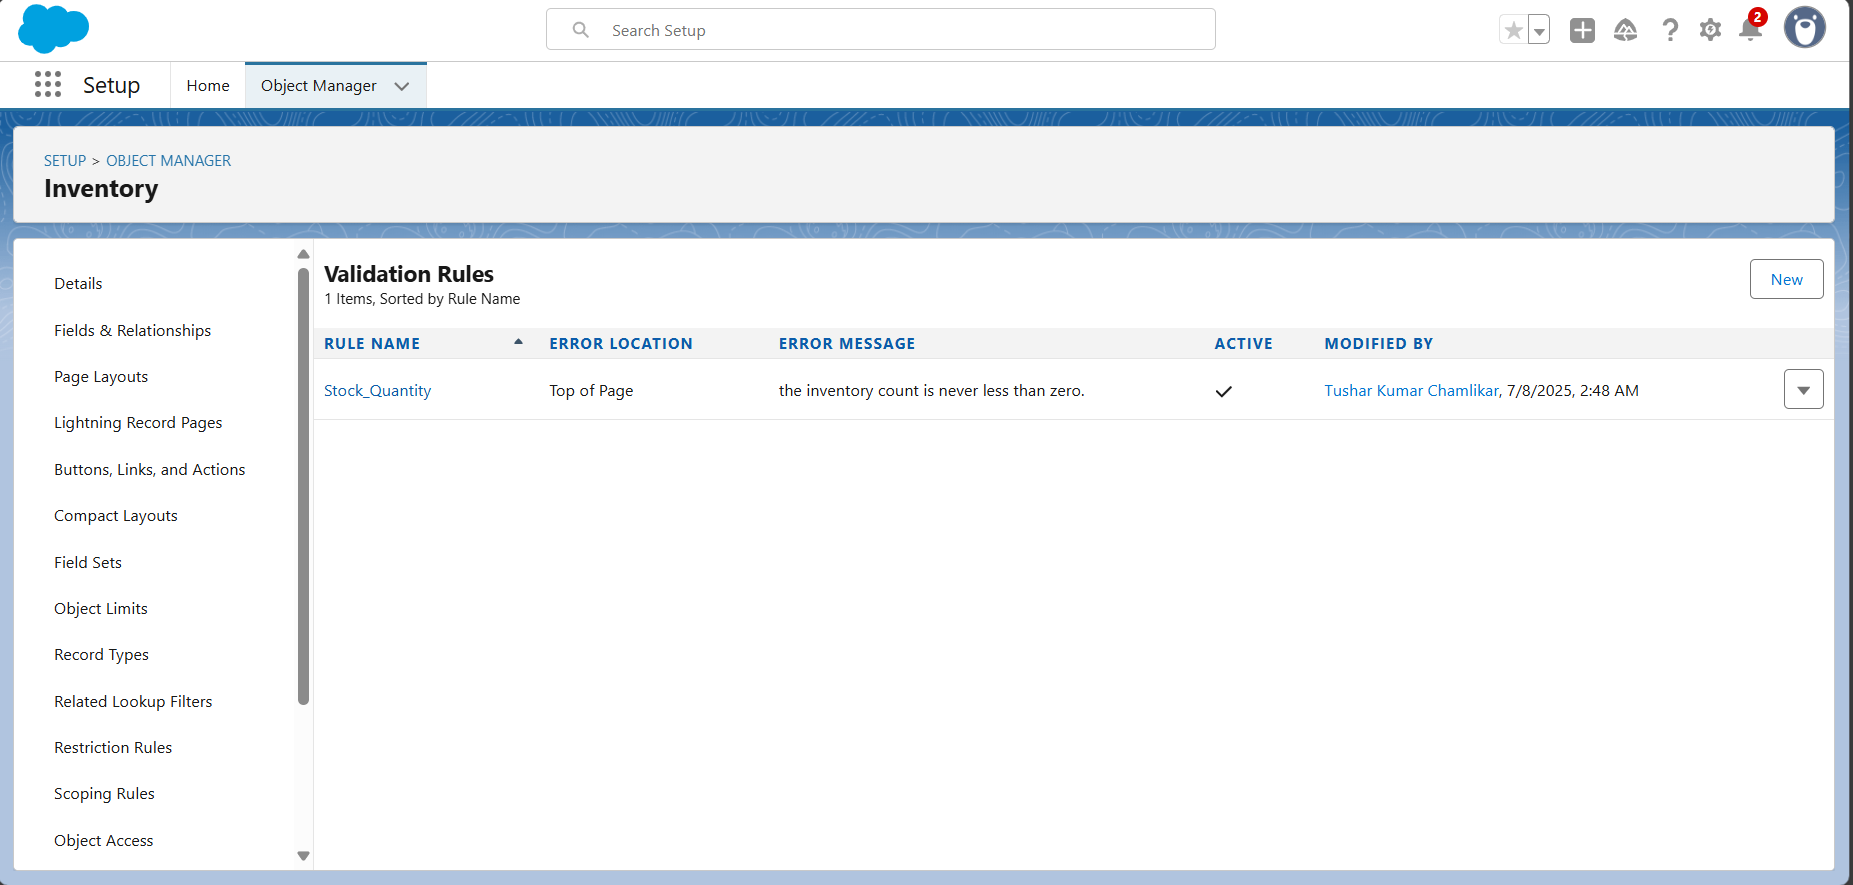 Search Setup
2
Setup
Home
Object Manager
SETUP > OBJECT MANAGER
Inventory
Details
Fields & Relationships
Page Layouts
Lightning Record Pages
Buttons, Links, and Actions
Compact Layouts
Field Sets
Object Limits
Record Types
Related Lookup Filters
Restriction Rules
Scoping Rules
Object Access
Validation Rules
1 Items, Sorted by Rule Name
New
RULE NAME ERROR LOCATION ERROR MESSAGE ACTIVE MODIFIED BY
Stock_Quantity Top of Page the inventory count is never less than zero. Tushar Kumar Chamlikar, 7/8/2025, 2:48 AM